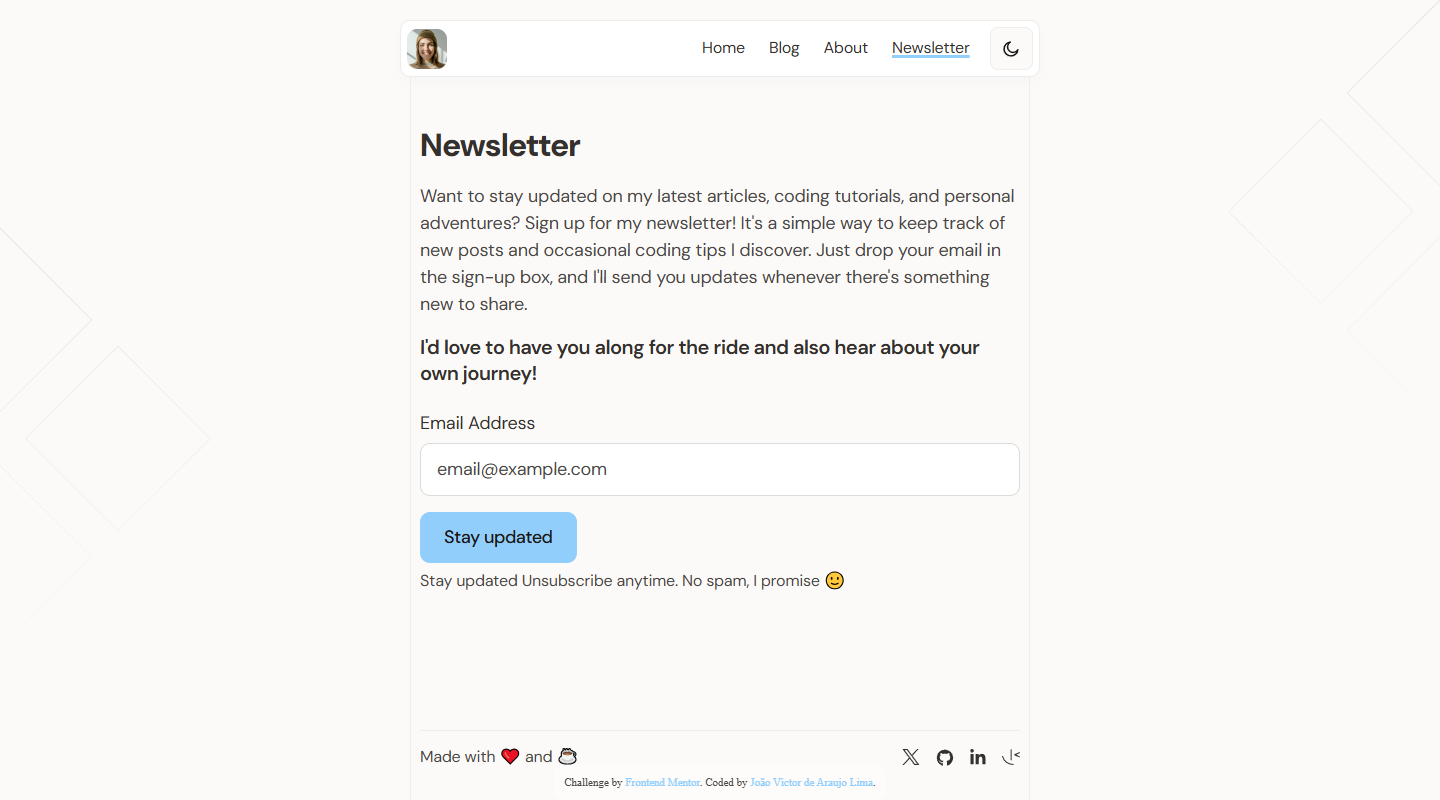 Home Blog About Newsletter
Newsletter
Want to stay updated on my latest articles, coding tutorials, and personal
adventures? Sign up for my newsletter! It's a simple way to keep track of
new posts and occasional coding tips I discover. Just drop your email in
the sign-up box, and I'll send you updates whenever there's something
new to share.
I'd love to have you along for the ride and also hear about your
own journey!
Email Address
email@example.com
Stay updated
Stay updated Unsubscribe anytime. No spam, I promise 🙂
Made with ❤️ and ☕
Challenge by Frontend Mentor. Coded by João Victor de Araujo Lima.